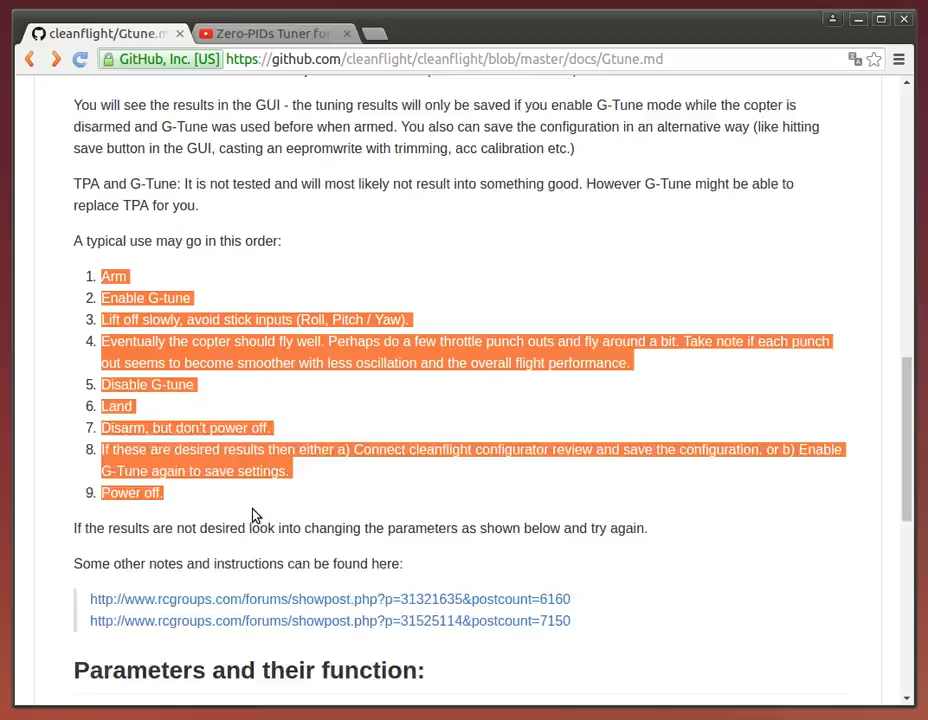 cleanflight/Gtune.m
Zero-PIDs Tuner for
GitHub, Inc. [US] https://github.com/cleanflight/cleanflight/blob/master/docs/Gtune.md
You will see the results in the GUI - the tuning results will only be saved if you enable G-Tune mode while the copter is
disarmed and G-Tune was used before when armed. You also can save the configuration in an alternative way (like hitting
save button in the GUI, casting an eepromwrite with trimming, acc calibration etc.)
TPA and G-Tune: It is not tested and will most likely not result into something good. However G-Tune might be able to
replace TPA for you.
A typical use may go in this order:
1. Arm
2. Enable G-tune
3. Lift off slowly, avoid stick inputs (Roll, Pitch / Yaw).
4. Eventually the copter should fly well. Perhaps do a few throttle punch outs and fly around a bit. Take note if each punch
out seems to become smoother with less oscillation and the overall flight performance.
5. Disable G-tune
6. Land
7. Disarm, but don't power off.
8. If these are desired results then either a) Connect cleanflight configurator review and save the configuration. or b) Enable
G-Tune again to save settings.
9. Power off.
If the results are not desired look into changing the parameters as shown below and try again.
Some other notes and instructions can be found here:
http://www.rcgroups.com/forums/showpost.php?p=31321635&postcount=6160
http://www.rcgroups.com/forums/showpost.php?p=31525114&postcount=7150
Parameters and their function: